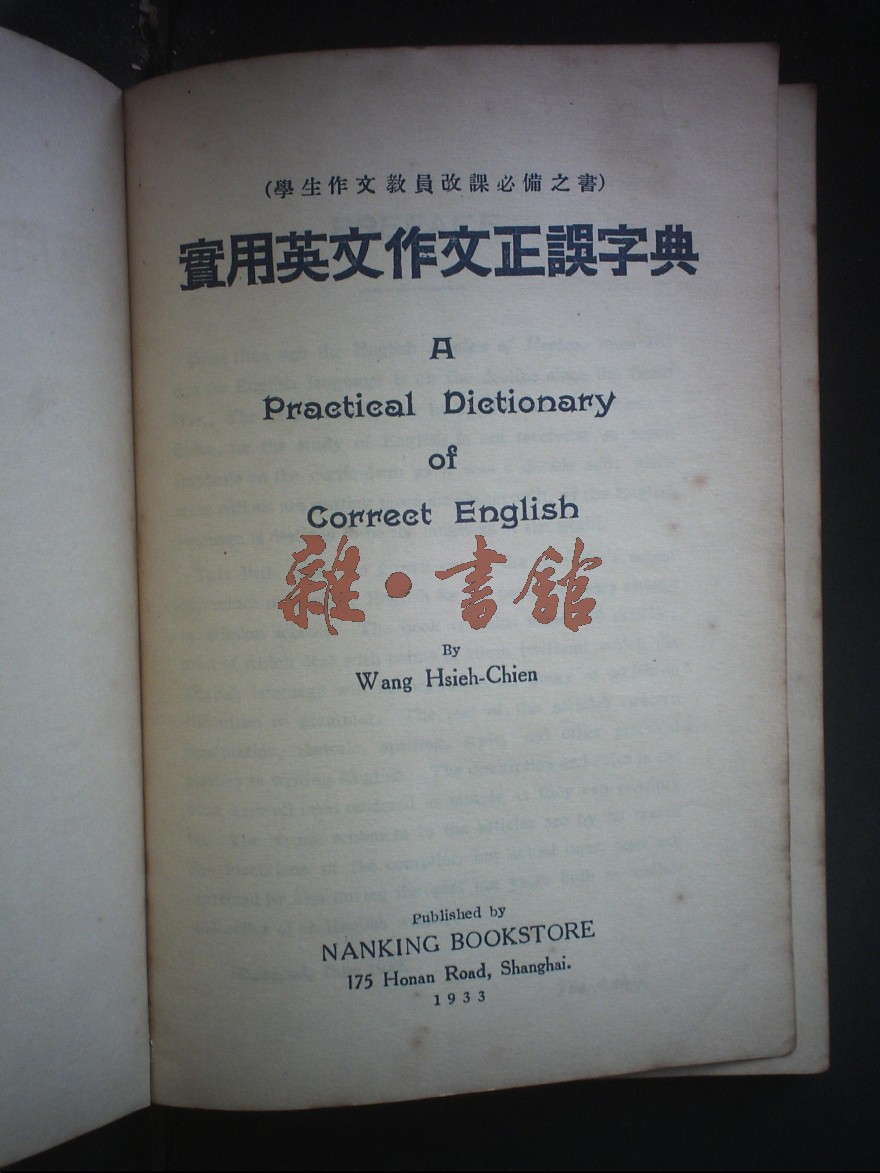 (學生作文教員改課必備之書)
實用英文作文正誤字典
A
Practical Dictionary
of
Correct English
雜·書館
By
Wang Hsieh-Chien
Published by
NANKING BOOKSTORE
175 Honan Road, Shanghai.
1933